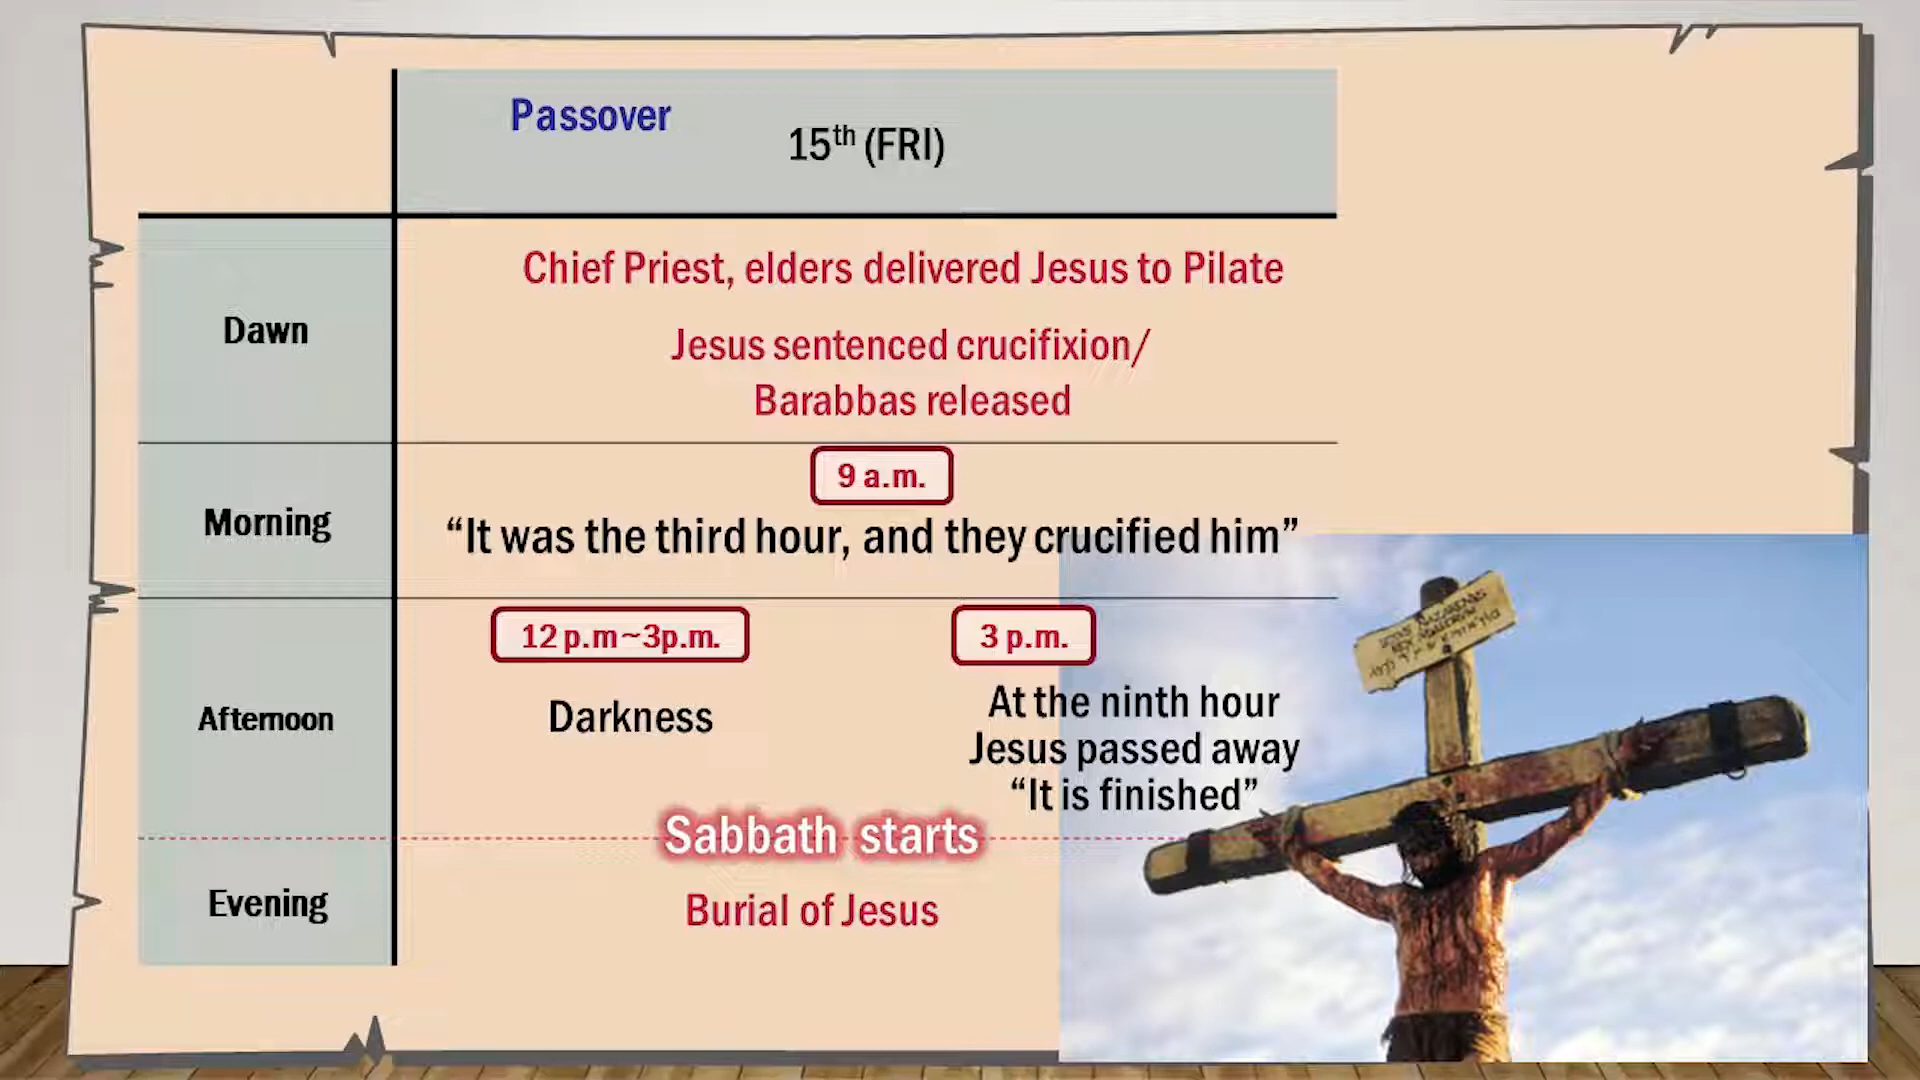 Passover
15th (FRI)
Dawn
Chief Priest, elders delivered Jesus to Pilate
Jesus sentenced crucifixion/
Barabbas released
Morning
9 a.m.
“It was the third hour, and they crucified him”
Afternoon
12 p.m~3p.m.
Darkness
3 p.m.
At the ninth hour
Jesus passed away
“It is finished”
Sabbath starts
Evening
Burial of Jesus